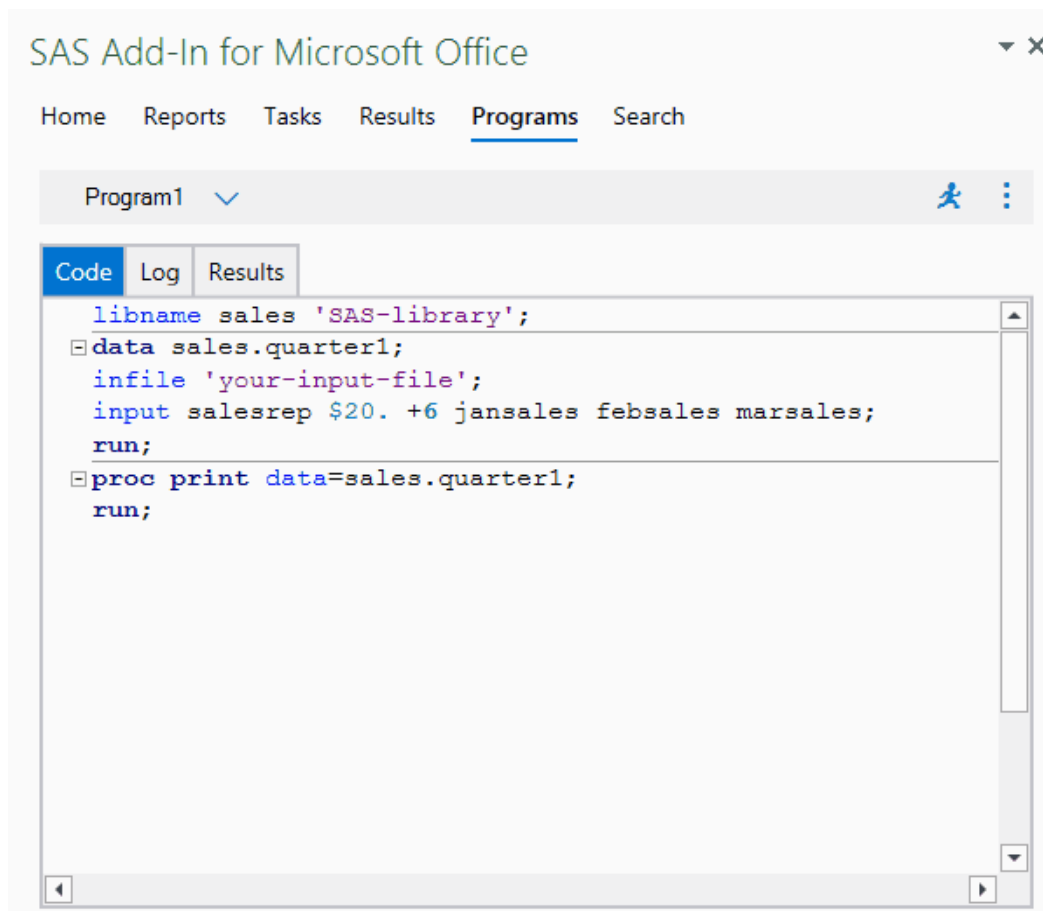 SAS Add-In for Microsoft Office
Home Reports Tasks Results Programs Search
Program1
Code Log Results
libname sales 'SAS-library';
data sales.quarter1;
infile 'your-input-file';
input salesrep $20. +6 jansales febsales marsales;
run;
proc print data=sales.quarter1;
run;